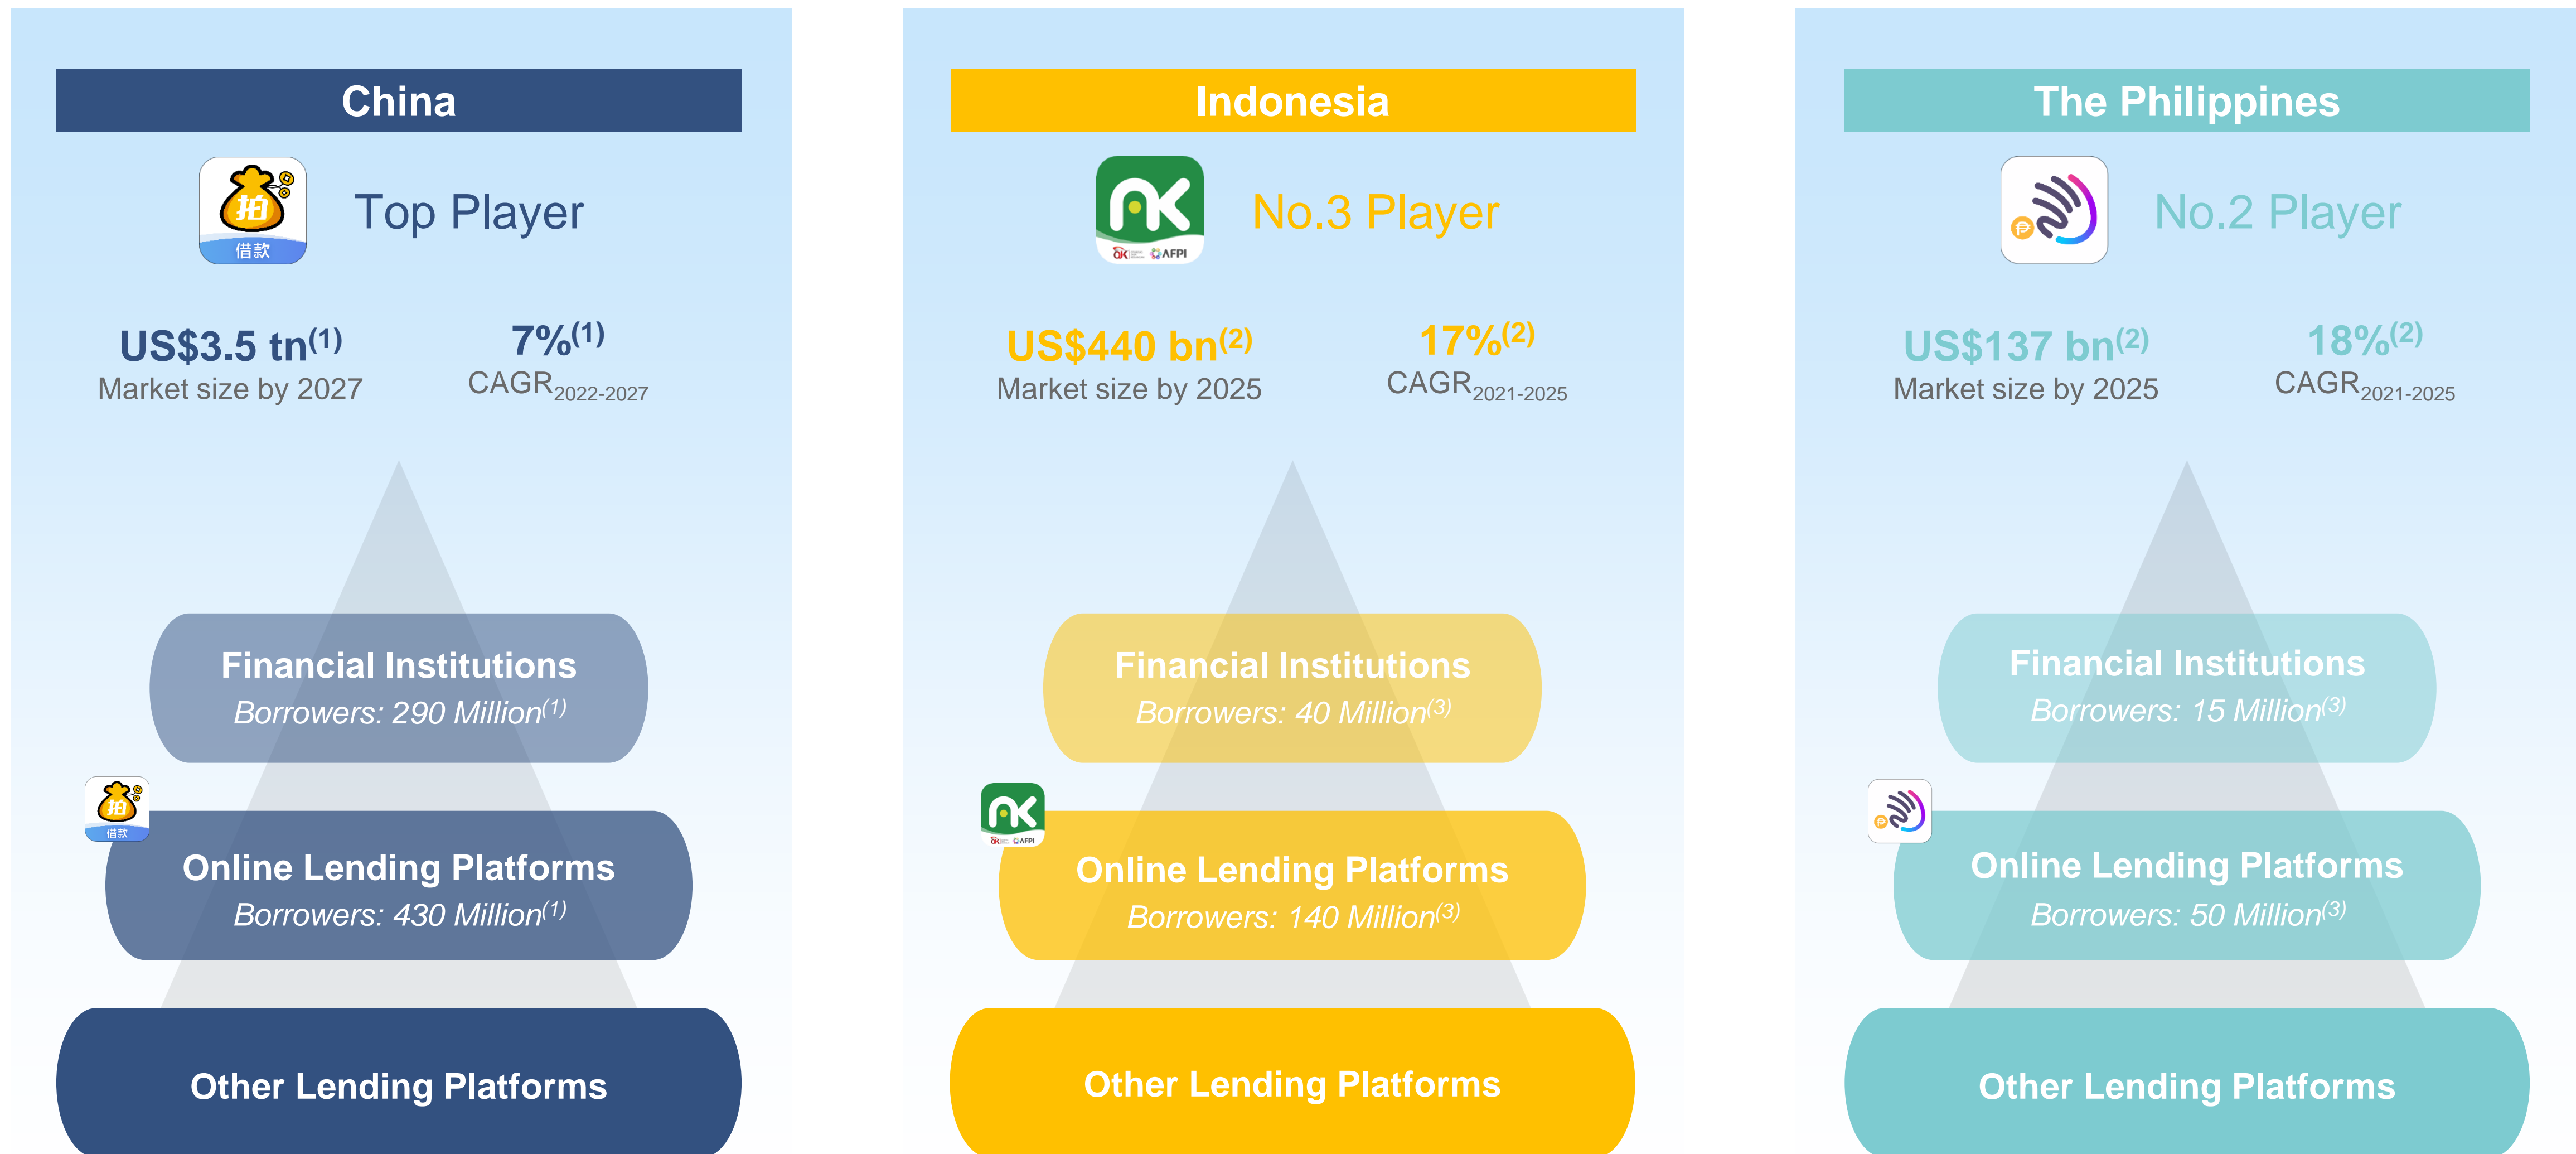 China
拍
借款
Top Player
US$3.5 tn(1)
Market size by 2027
7%(1)
CAGR2022-2027
Financial Institutions
Borrowers: 290 Million(1)
拍
借款
Online Lending Platforms
Borrowers: 430 Million(1)
Other Lending Platforms
Indonesia
AK
AFPI
No.3 Player
US$440 bn(2)
Market size by 2025
17%(2)
CAGR2021-2025
Financial Institutions
Borrowers: 40 Million(3)
AK
AFPI
Online Lending Platforms
Borrowers: 140 Million(3)
Other Lending Platforms
The Philippines
No.2 Player
US$137 bn(2)
Market size by 2025
18%(2)
CAGR2021-2025
Financial Institutions
Borrowers: 15 Million(3)
Online Lending Platforms
Borrowers: 50 Million(3)
Other Lending Platforms